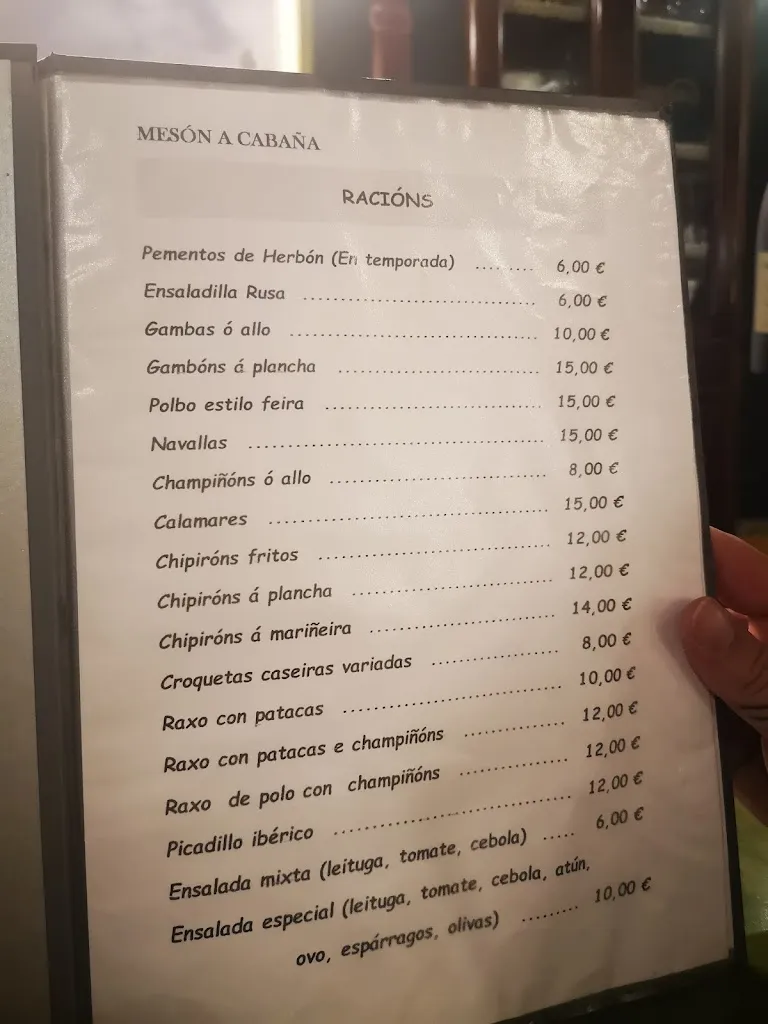 MESÓN A CABAÑA
RACIÓNS
Pementos de Herbón (En temporada) ........ 6,00 €
Ensaladilla Rusa ........ 6,00 €
Gambas ó allo ........ 10,00 €
Gambóns á plancha ........ 15,00 €
Polbo estilo feira ........ 15,00 €
Navallas ........ 15,00 €
Champiñóns ó allo ........ 8,00 €
Calamares ........ 15,00 €
Chipiróns fritos ........ 12,00 €
Chipiróns á plancha ........ 12,00 €
Chipiróns á mariñeira ........ 14,00 €
Croquetas caseiras variadas ........ 8,00 €
Raxo con patacas ........ 10,00 €
Raxo con patacas e champiñóns ........ 12,00 €
Raxo de polo con champiñóns ........ 12,00 €
Picadillo ibérico ........ 12,00 €
Ensalada mixta (leituga, tomate, cebola) ..... 6,00 €
Ensalada especial (leituga, tomate, cebola, atún,
ovo, espárragos, olivas) ......... 10,00 €